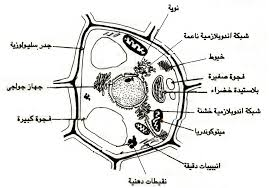 نوية
شبكة اندوبلازمية ناعمة
خيوط
فجوة صغيرة
بلاستيدة خضراء
شبكة اندوبلازمية خشنة
ميتوكوندريا
انيبيبات دقيقة
نقيطات دهنية
جدر سليولوزية
جهاز جولجي
فجوة كبيرة